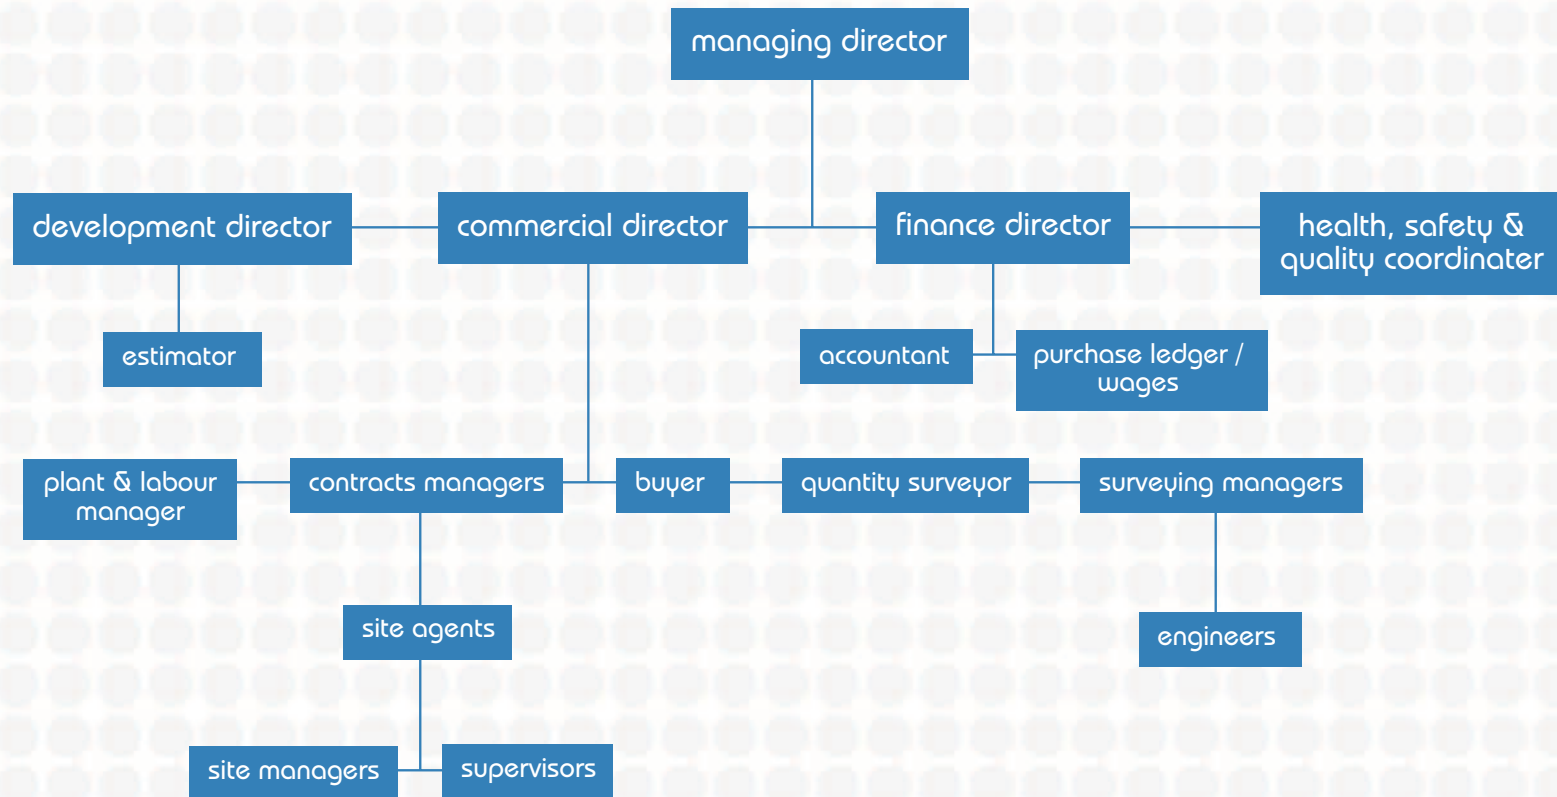 managing director
development director
commercial director
finance director
health, safety &
quality coordinater
estimator
accountant
purchase ledger /
wages
plant & labour
manager
contracts managers
buyer
quantity surveyor
surveying managers
site agents
engineers
site managers
supervisors